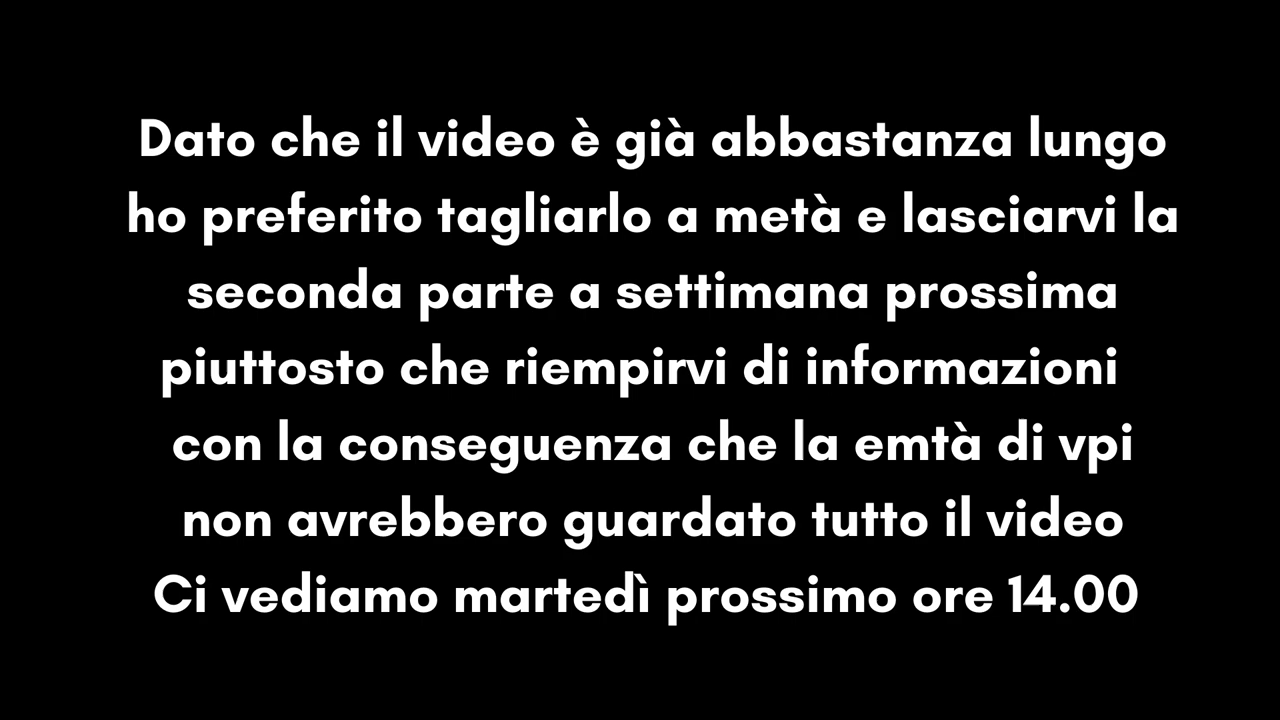 Dato che il video è già abbastanza lungo
ho preferito tagliarlo a metà e lasciarvi la
seconda parte a settimana prossima
piuttosto che riempirvi di informazioni
con la conseguenza che la emtà di vpi
non avrebbero guardato tutto il video
Ci vediamo martedì prossimo ore 14.00